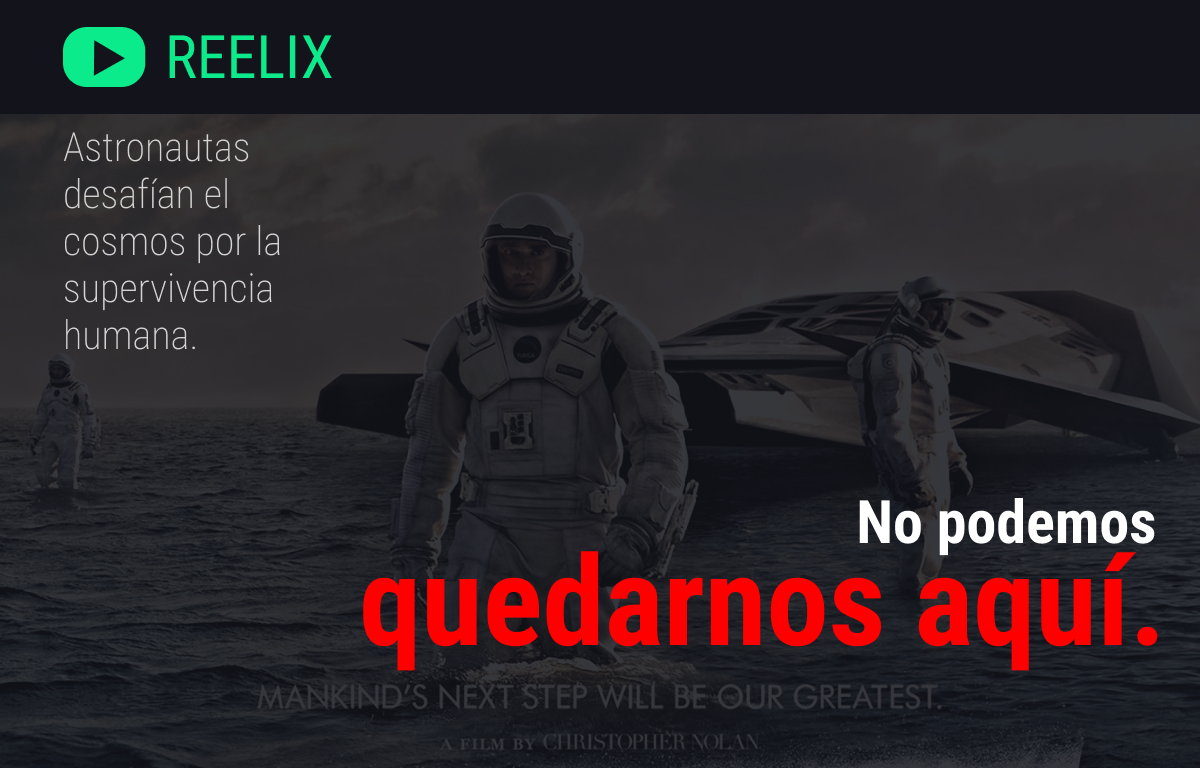 REELIX
Astronautas
desafían el
cosmos por la
supervivencia
humana.
No podemos
quedarnos aquí.
MANKIND'S NEXT STEP WILL BE OUR GREATEST.
A FILM BY CHRISTOPHER NOLAN